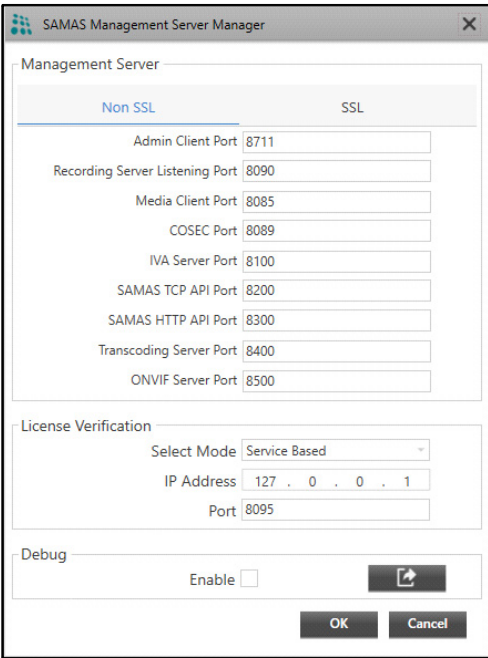 SAMAS Management Server Manager
Management Server
Non SSL SSL
Admin Client Port 8711
Recording Server Listening Port 8090
Media Client Port 8085
COSEC Port 8089
IVA Server Port 8100
SAMAS TCP API Port 8200
SAMAS HTTP API Port 8300
Transcoding Server Port 8400
ONVIF Server Port 8500
License Verification
Select Mode Service Based
IP Address 127 . 0 . 0 . 1
Port 8095
Debug
Enable
OK Cancel